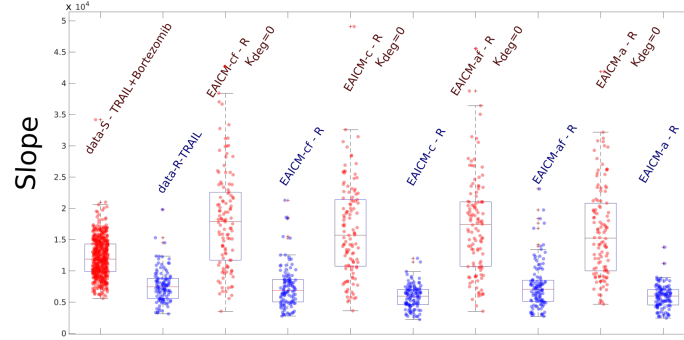 x 10⁴
5
4.5
4
3.5
3
2.5
2
1.5
1
0.5
0
Slope
data-S - TRAIL+Bortezomib
data-R-TRAIL
EAICM-cf - R
Kdeg=0
EAICM-cf - R
EAICM-c - R
Kdeg=0
EAICM-c - R
EAICM-af - R
Kdeg=0
EAICM-af - R
EAICM-a - R
Kdeg=0
EAICM-a - R